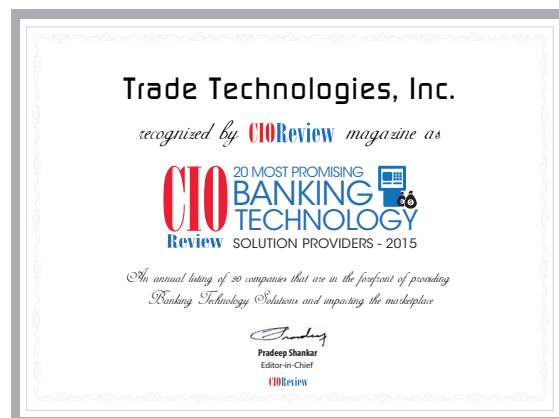 Trade Technologies, Inc.
recognized by CIOReview magazine as
CIO
Review
20 MOST PROMISING
BANKING
TECHNOLOGY
SOLUTION PROVIDERS - 2015
An annual listing of 20 companies that are in the forefront of providing
Banking Technology Solutions and impacting the marketplace
Pradeep Shankar
Editor-in-Chief
CIOReview